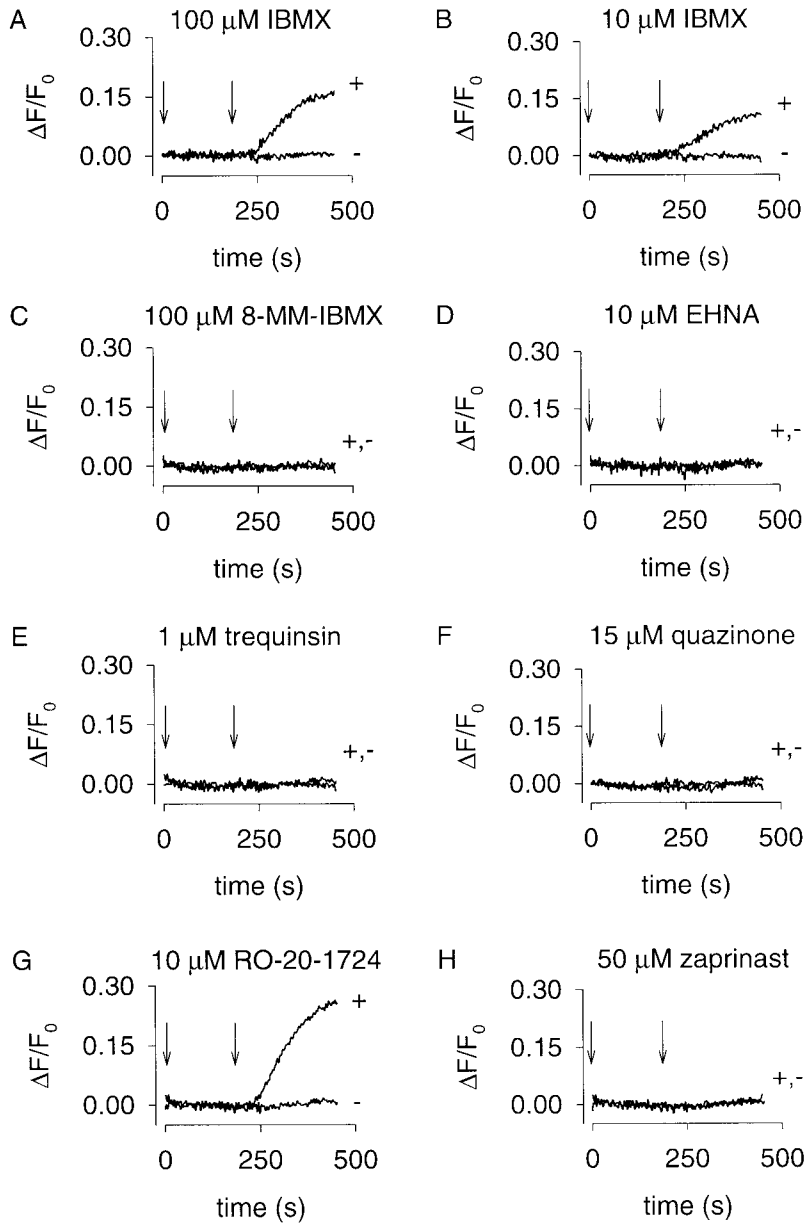 A 100 μM IBMX
0.30
0.15
0.00
ΔF/F0
+
-
0 250 500
time (s)
B 10 μM IBMX
0.30
0.15
0.00
ΔF/F0
+
-
0 250 500
time (s)
C 100 μM 8-MM-IBMX
0.30
0.15
0.00
ΔF/F0
+,-
0 250 500
time (s)
D 10 μM EHNA
0.30
0.15
0.00
ΔF/F0
+,-
0 250 500
time (s)
E 1 μM trequinsin
0.30
0.15
0.00
ΔF/F0
+,-
0 250 500
time (s)
F 15 μM quazinone
0.30
0.15
0.00
ΔF/F0
+,-
0 250 500
time (s)
G 10 μM RO-20-1724
0.30
0.15
0.00
ΔF/F0
+
-
0 250 500
time (s)
H 50 μM zaprinast
0.30
0.15
0.00
ΔF/F0
+,-
0 250 500
time (s)